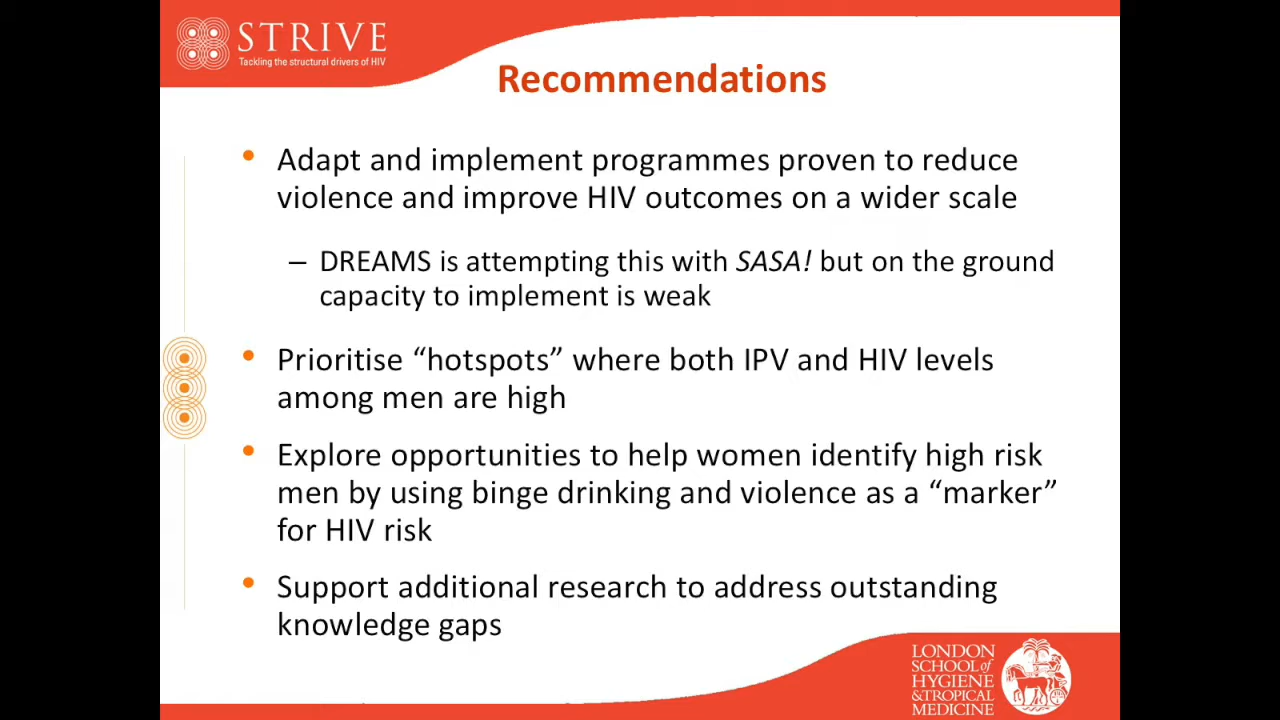 STRIVE
Tackling the structural drivers of HIV
Recommendations
• Adapt and implement programmes proven to reduce
violence and improve HIV outcomes on a wider scale
– DREAMS is attempting this with SASA! but on the ground
capacity to implement is weak
• Prioritise “hotspots” where both IPV and HIV levels
among men are high
• Explore opportunities to help women identify high risk
men by using binge drinking and violence as a “marker”
for HIV risk
• Support additional research to address outstanding
knowledge gaps
LONDON
SCHOOL of
HYGIENE
& TROPICAL
MEDICINE